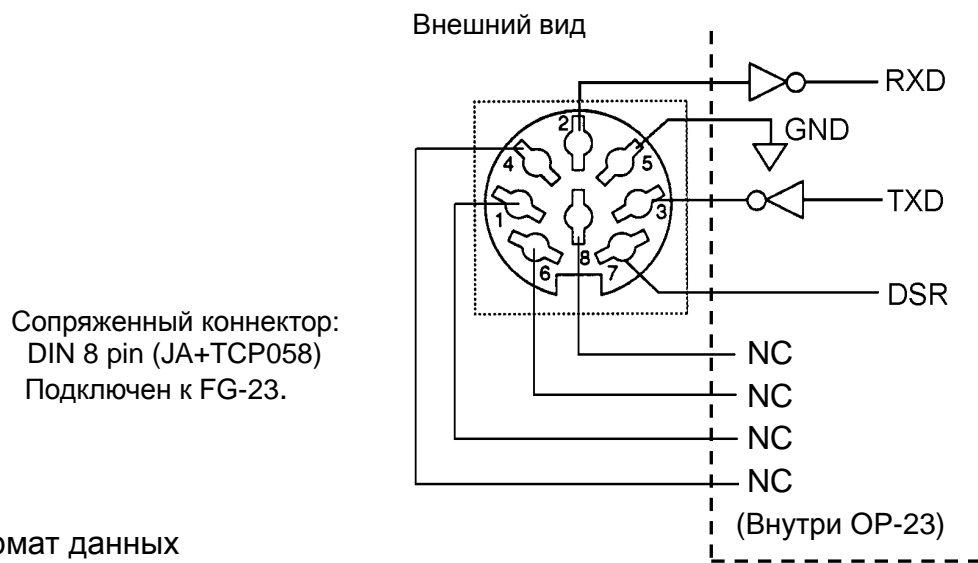 Внешний вид
RXD
GND
TXD
DSR
2
4
5
1
3
6
8
7
Сопряженный коннектор:
DIN 8 pin (JA+TCP058)
Подключен к FG-23.
NC
NC
NC
NC
(Внутри OP-23)
данных